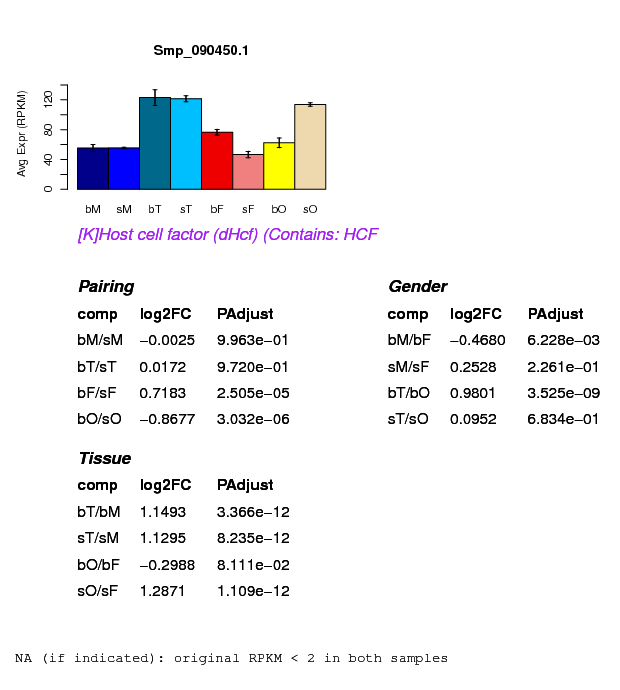 Smp_090450.1
Avg Expr (RPKM)
0 40 80 120
bM sM bT sT bF sF bO sO
[K]Host cell factor (dHcf) (Contains: HCF
Pairing
comp log2FC PAdjust
bM/sM −0.0025 9.963e−01
bT/sT 0.0172 9.720e−01
bF/sF 0.7183 2.505e−05
bO/sO −0.8677 3.032e−06
Gender
comp log2FC PAdjust
bM/bF −0.4680 6.228e−03
sM/sF 0.2528 2.261e−01
bT/bO 0.9801 3.525e−09
sT/sO 0.0952 6.834e−01
Tissue
comp log2FC PAdjust
bT/bM 1.1493 3.366e−12
sT/sM 1.1295 8.235e−12
bO/bF −0.2988 8.111e−02
sO/sF 1.2871 1.109e−12
NA (if indicated): original RPKM < 2 in both samples